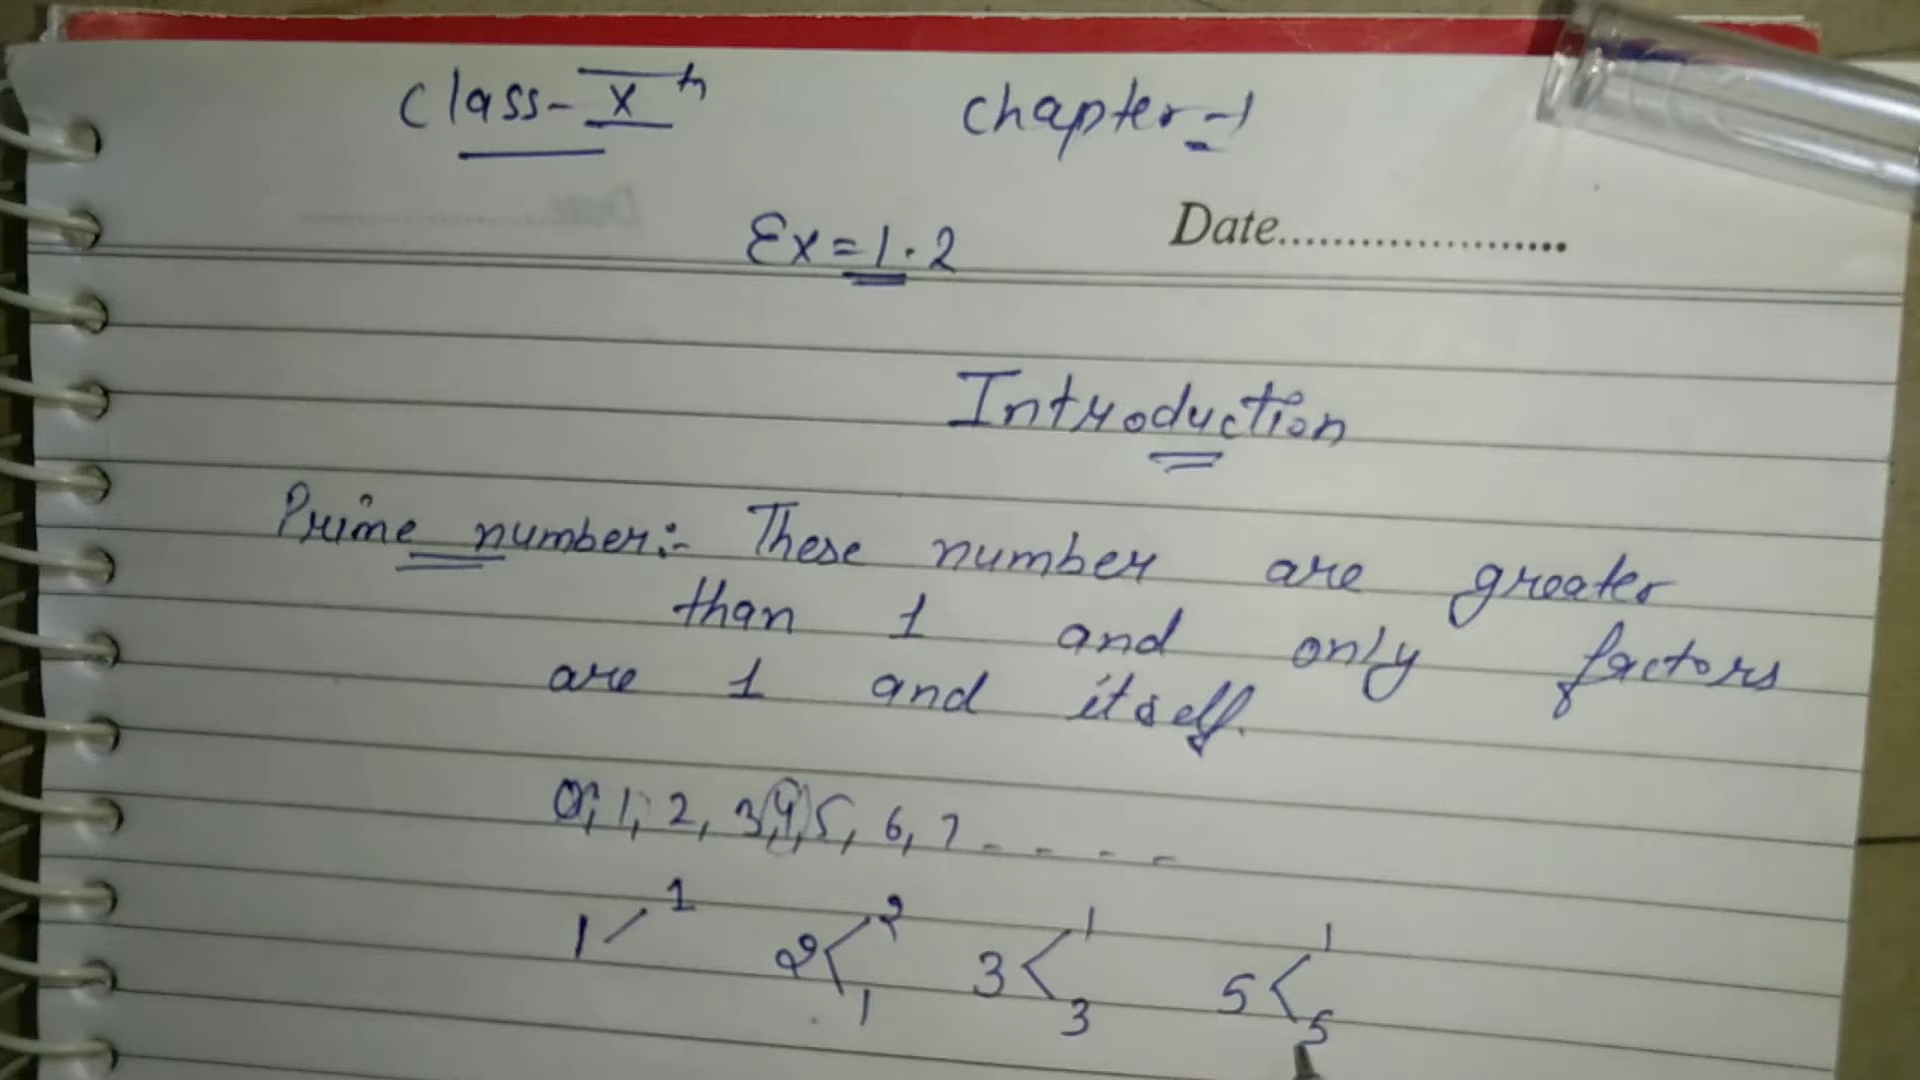 Class- Xth Chapter-1
Date....................
Ex=1.2
Introduction
Prime number:- These number are greater
than 1 and only factors
are 1 and itself.
0, 1, 2, 3, 4, 5, 6, 7 - - - -
1 1 2 2 1 3 1 3 5 1 5